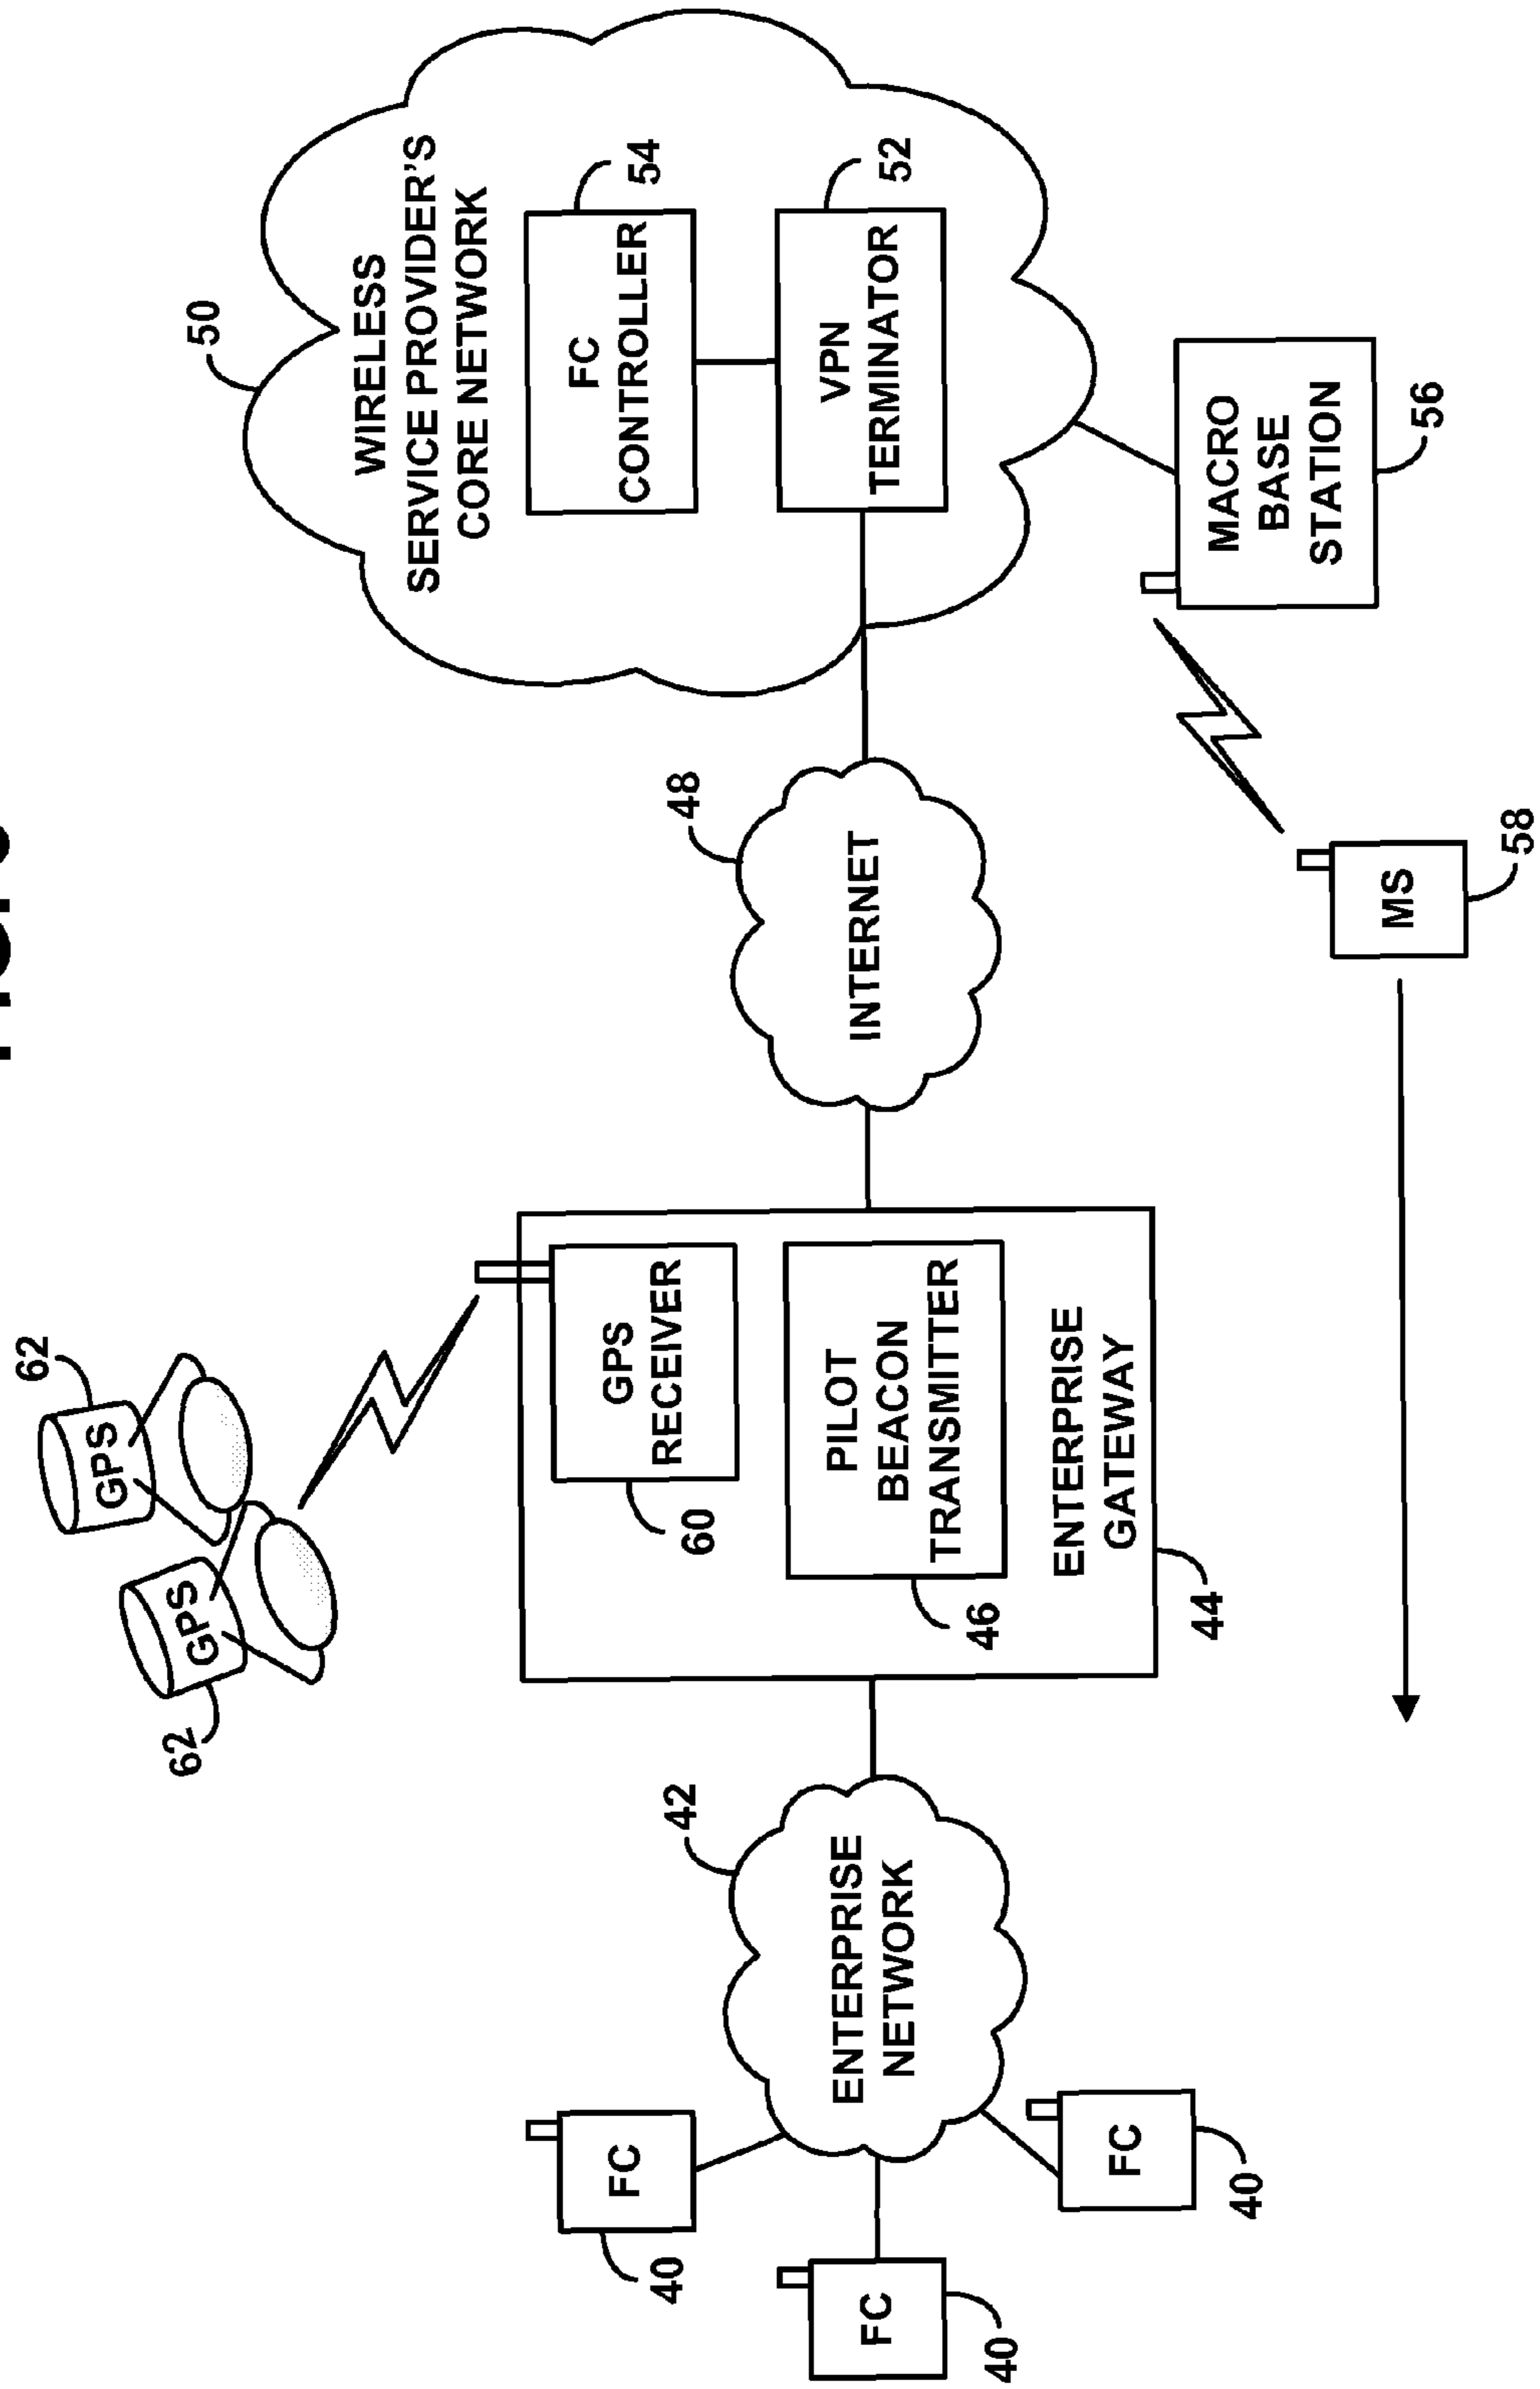 62
GPS
62
GPS
50
WIRELESS
SERVICE PROVIDER'S
CORE NETWORK
54
FC
CONTROLLER
52
VPN
TERMINATOR
GPS
RECEIVER
60
PILOT
BEACON
TRANSMITTER
46
ENTERPRISE
GATEWAY
44
48
INTERNET
42
ENTERPRISE
NETWORK
FC
40
FC
40
FC
40
MACRO
BASE
STATION
56
MS
58